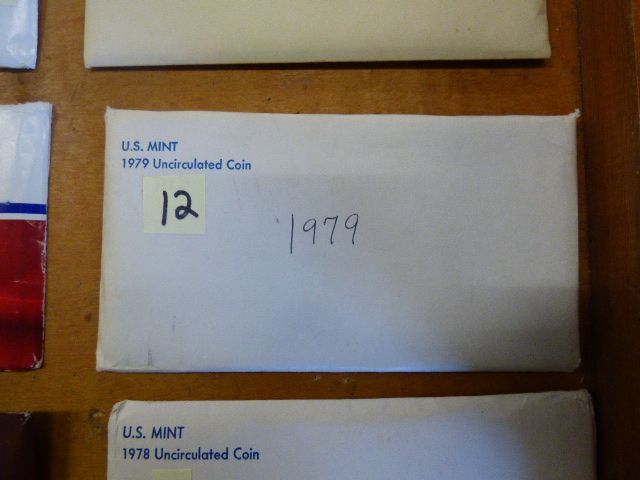 U.S. MINT
1979 Uncirculated Coin
12
1979
U.S. MINT
1978 Uncirculated Coin